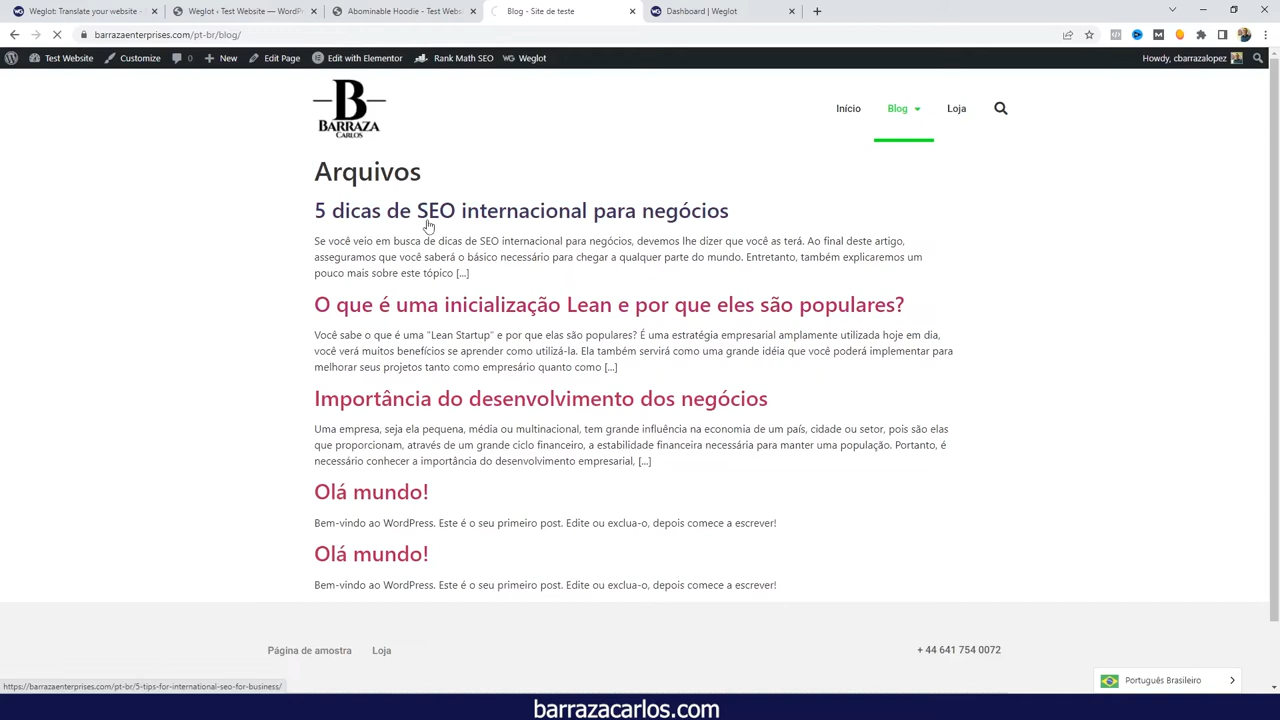 Weglot: Translate your website -
Weglot ‹ Test Website — WordPr
Abominable Hoodie - Test Webs
Blog - Site de teste
Dashboard | Weglot
barrazaenterprises.com/pt-br/blog/
Test Website Customize 0 New Edit Page Edit with Elementor Rank Math SEO Weglot Howdy, cbarrazalopez
B
BARRAZA
CARLOS
Início Blog Loja
Arquivos
5 dicas de SEO internacional para negócios
Se você veio em busca de dicas de SEO internacional para negócios, devemos lhe dizer que você as terá. Ao final deste artigo,
asseguramos que você saberá o básico necessário para chegar a qualquer parte do mundo. Entretanto, também explicaremos um
pouco mais sobre este tópico [...]
O que é uma inicialização Lean e por que eles são populares?
Você sabe o que é uma "Lean Startup" e por que elas são populares? É uma estratégia empresarial amplamente utilizada hoje em dia,
você verá muitos benefícios se aprender como utilizá-la. Ela também servirá como uma grande idéia que você poderá implementar para
melhorar seus projetos tanto como empresário quanto como [...]
Importância do desenvolvimento dos negócios
Uma empresa, seja ela pequena, média ou multinacional, tem grande influência na economia de um país, cidade ou setor, pois são elas
que proporcionam, através de um grande ciclo financeiro, a estabilidade financeira necessária para manter uma população. Portanto, é
necessário conhecer a importância do desenvolvimento empresarial, [...]
Olá mundo!
Bem-vindo ao WordPress. Este é o seu primeiro post. Edite ou exclua-o, depois comece a escrever!
Olá mundo!
Bem-vindo ao WordPress. Este é o seu primeiro post. Edite ou exclua-o, depois comece a escrever!
Página de amostra Loja + 44 641 754 0072
Português Brasileiro
https://barrazaenterprises.com/pt-br/5-tips-for-international-seo-for-business/
barrazacarlos.com